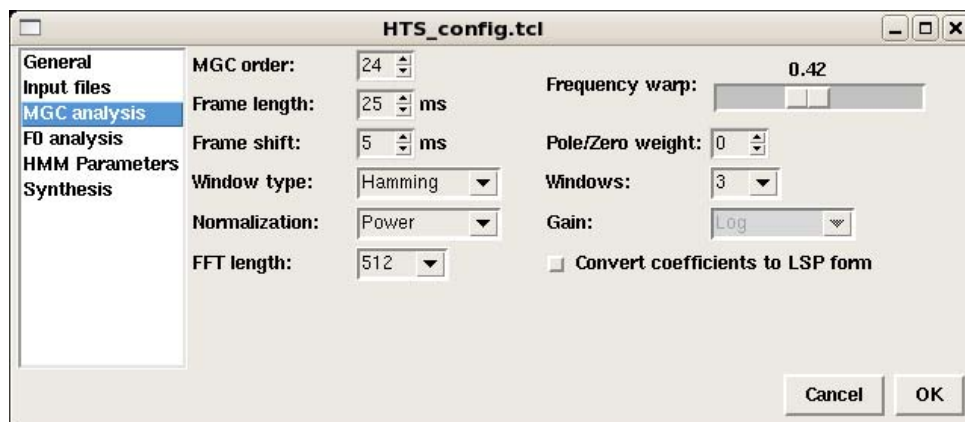 HTS_config.tcl
General
Input files
MGC analysis
F0 analysis
HMM Parameters
Synthesis
MGC order: 24
Frame length: 25 ms
Frame shift: 5 ms
Window type: Hamming
Normalization: Power
FFT length: 512
0.42
Frequency warp:
Pole/Zero weight: 0
Windows: 3
Gain: Log
Convert coefficients to LSP form
Cancel OK